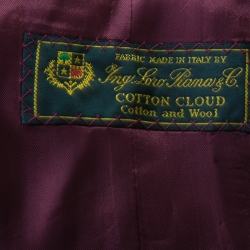 FABRIC MADE IN ITALY BY
Ing. Loro Piana & C.
COTTON CLOUD
Cotton and Wool